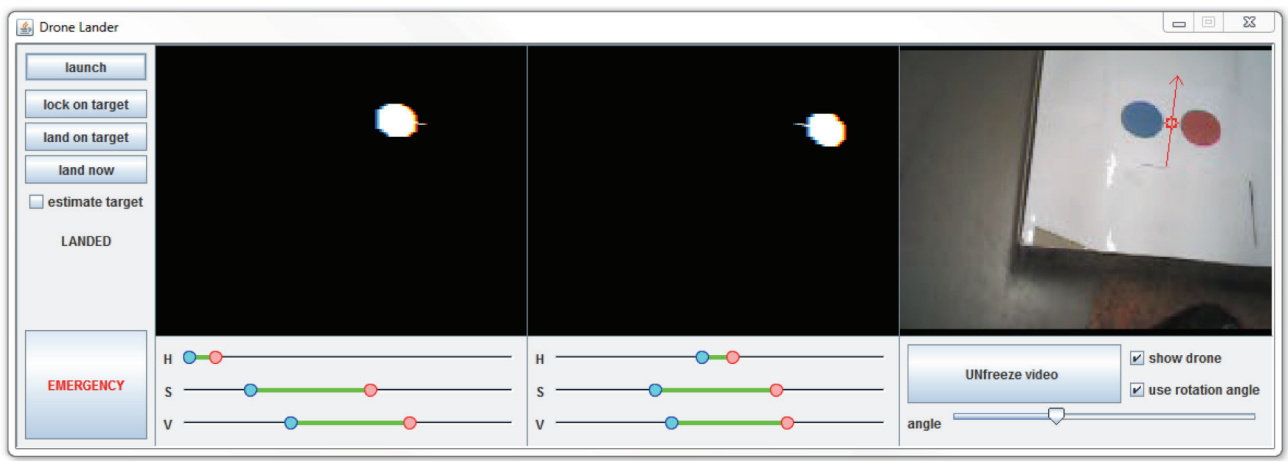 Drone Lander
launch
lock on target
land on target
land now
estimate target
LANDED
EMERGENCY
H
S
V
H
S
V
UNfreeze video
show drone
use rotation angle
angle